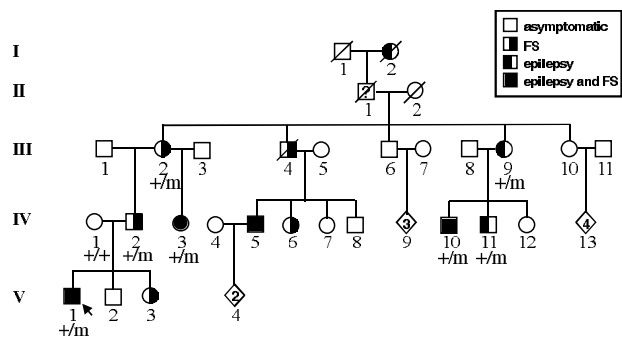 I
1 2
asymptomatic
FS
epilepsy
epilepsy and FS
II
?
1 2
III
1 2 3 4 5 6 7 8 9 10 11
+/m +/m
IV
3 4
1 2 3 4 5 6 7 8 9 10 11 12 13
+/+ +/m +/m +/m +/m
V
2
1 2 3 4
+/m